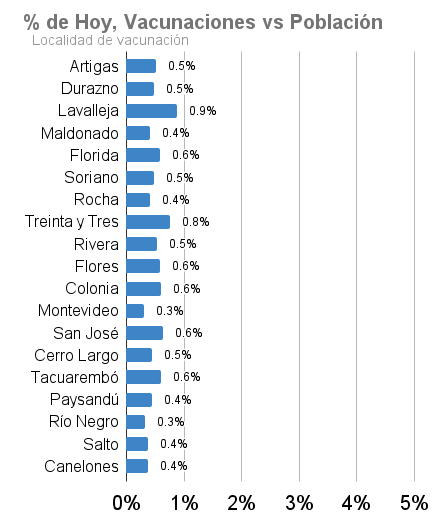 % de Hoy, Vacunaciones vs Población
Localidad de vacunación
Artigas 0.5%
Durazno 0.5%
Lavalleja 0.9%
Maldonado 0.4%
Florida 0.6%
Soriano 0.5%
Rocha 0.4%
Treinta y Tres 0.8%
Rivera 0.5%
Flores 0.6%
Colonia 0.6%
Montevideo 0.3%
San José 0.6%
Cerro Largo 0.5%
Tacuarembó 0.6%
Paysandú 0.4%
Río Negro 0.3%
Salto 0.4%
Canelones 0.4%
0% 1% 2% 3% 4% 5%